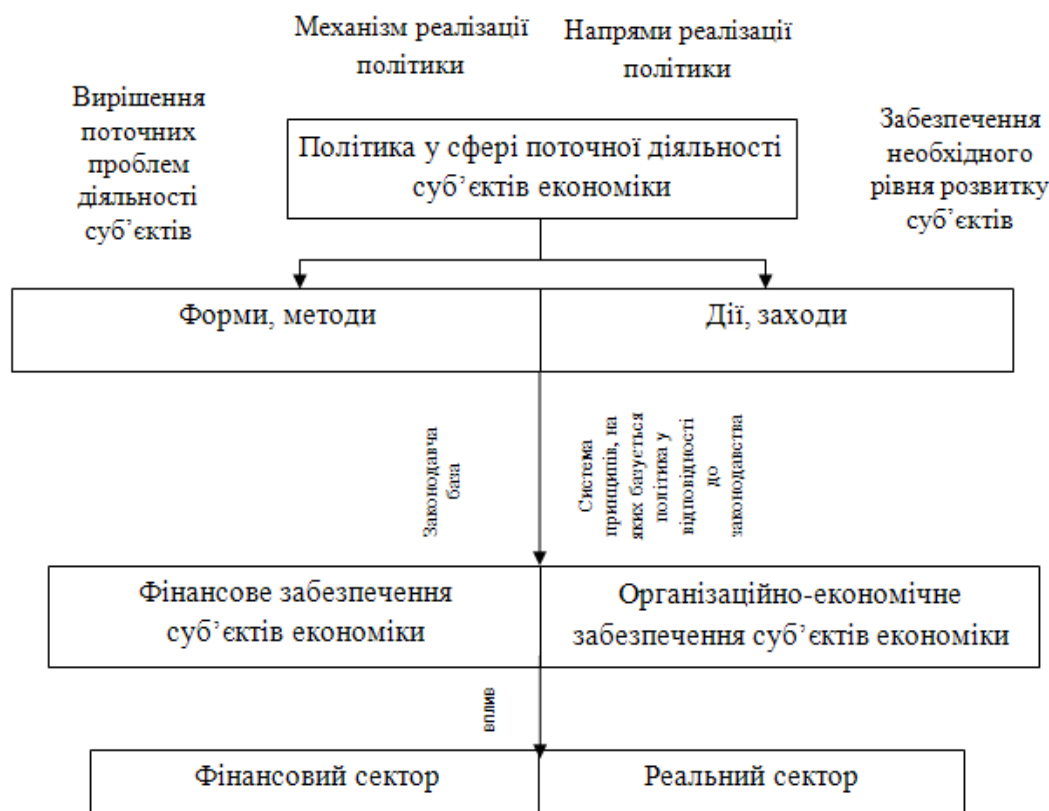 Механізм реалізації
політики
Напрями реалізації
політики
Вирішення
поточних
проблем
діяльності
суб’єктів
Політика у сфері поточної діяльності
суб’єктів економіки
Забезпечення
необхідного
рівня розвитку
суб’єктів
Форми, методи
Дії, заходи
Законодавча
база
Система
принципів, на
яких базується
політика у
відповідності
до
законодавства
Фінансове забезпечення
суб’єктів економіки
Організаційно-економічне
забезпечення суб’єктів економіки
вплив
Фінансовий сектор
Реальний сектор